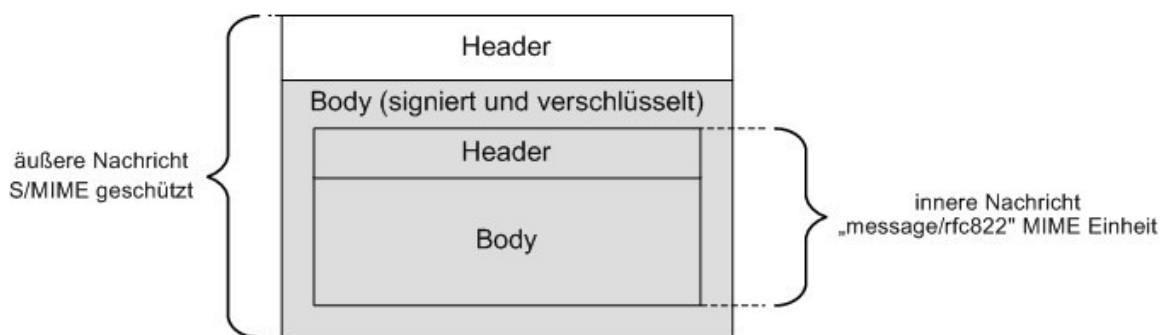 Header
Body (signiert und verschlüsselt)
Header
Body
äußere Nachricht
S/MIME geschützt
innere Nachricht
„message/rfc822" MIME Einheit